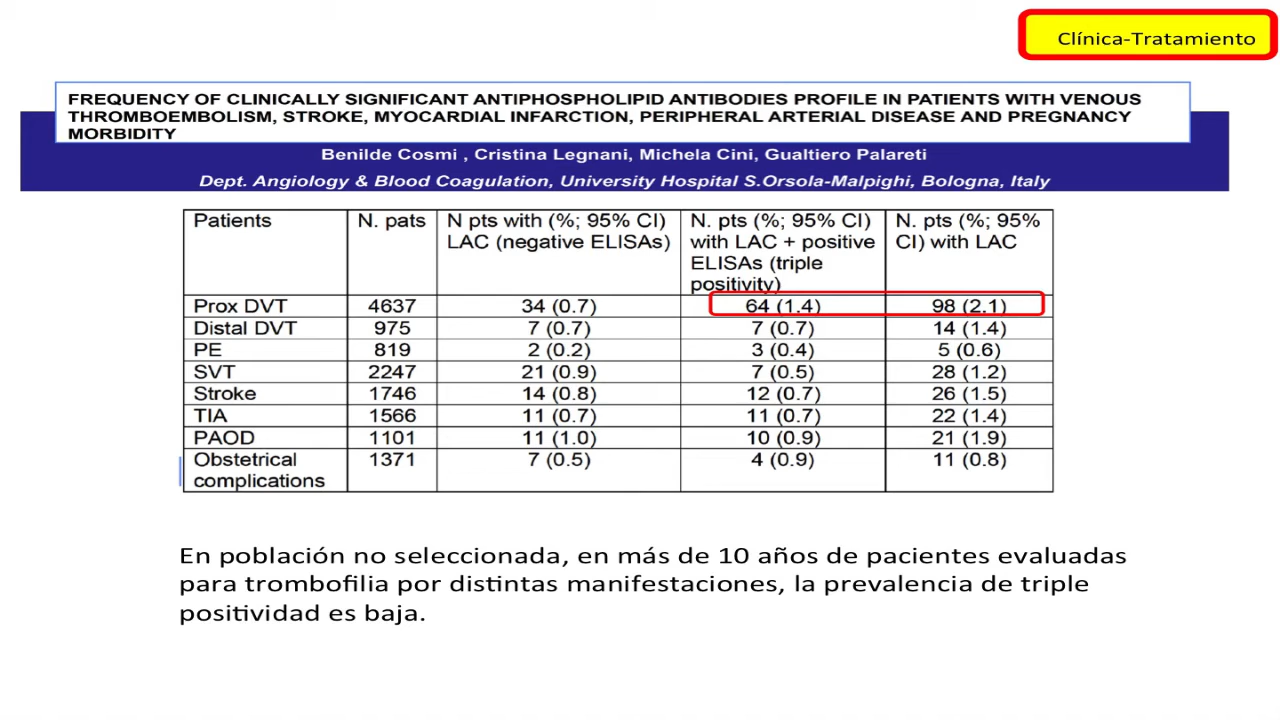 Clínica-Tratamiento
FREQUENCY OF CLINICALLY SIGNIFICANT ANTIPHOSPHOLIPID ANTIBODIES PROFILE IN PATIENTS WITH VENOUS
THROMBOEMBOLISM, STROKE, MYOCARDIAL INFARCTION, PERIPHERAL ARTERIAL DISEASE AND PREGNANCY
MORBIDITY
Benilde Cosmi , Cristina Legnani, Michela Cini, Gualtiero Palareti
Dept. Angiology & Blood Coagulation, University Hospital S.Orsola-Malpighi, Bologna, Italy
Patients N. pats N pts with (%; 95% CI) N. pts (%; 95% CI) N. pts (%; 95%
LAC (negative ELISAs) with LAC + positive CI) with LAC
ELISAs (triple
positivity)
Prox DVT 4637 34 (0.7) 64 (1.4) 98 (2.1)
Distal DVT 975 7 (0.7) 7 (0.7) 14 (1.4)
PE 819 2 (0.2) 3 (0.4) 5 (0.6)
SVT 2247 21 (0.9) 7 (0.5) 28 (1.2)
Stroke 1746 14 (0.8) 12 (0.7) 26 (1.5)
TIA 1566 11 (0.7) 11 (0.7) 22 (1.4)
PAOD 1101 11 (1.0) 10 (0.9) 21 (1.9)
Obstetrical 1371 7 (0.5) 4 (0.9) 11 (0.8)
complications
En población no seleccionada, en más de 10 años de pacientes evaluadas
para trombofilia por distintas manifestaciones, la prevalencia de triple
positividad es baja.